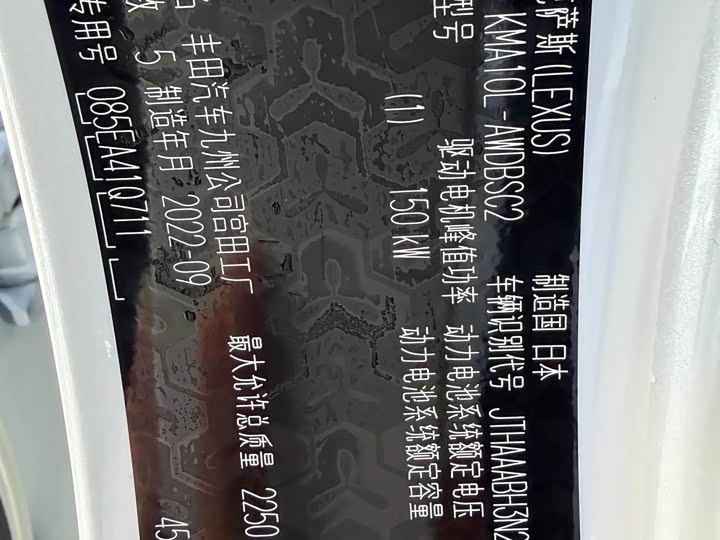 萨斯(LEXUS) 制造国 日本
型号 KMA10L-AWDBSC2 车辆识别代号 JTHAAABH3N2
驱动电机峰值功率 动力电池系统额定电压
(1) 150 kW 动力电池系统额定容量
丰田汽车九州公司宫田工厂 最大允许总质量 2250
数 5 制造年月 2022-09
专用号 085EA41Q711 45